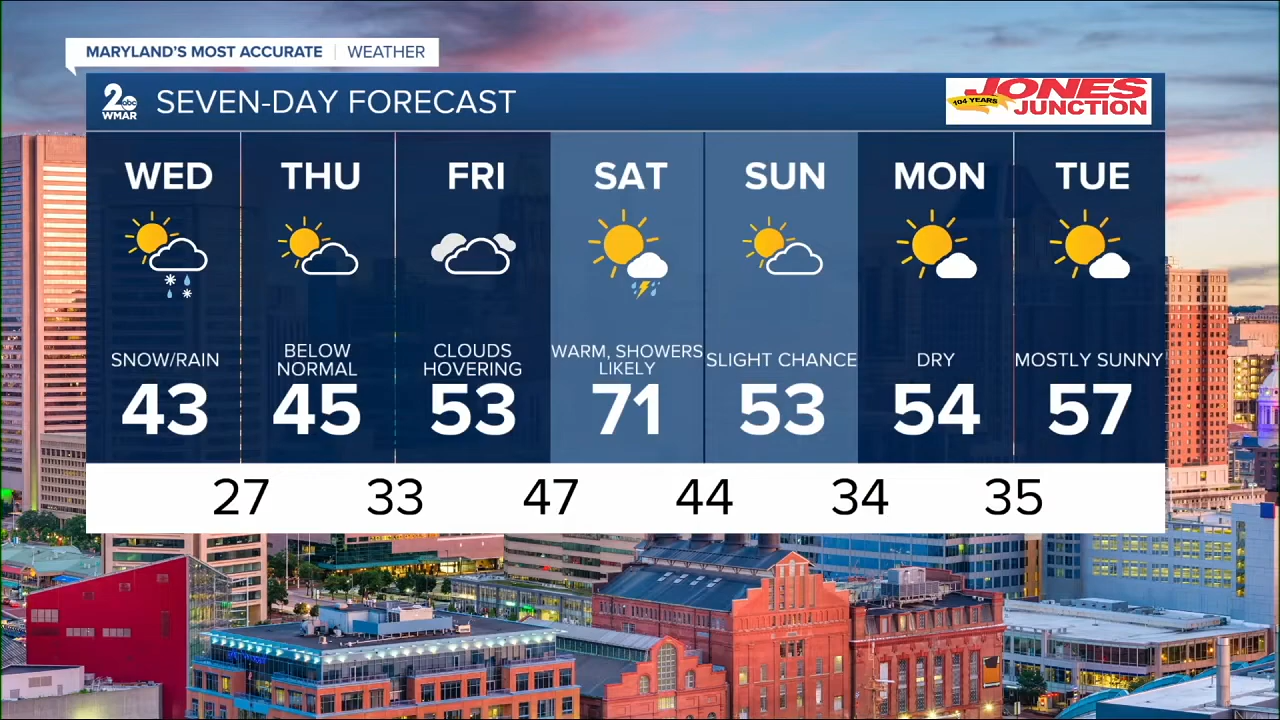 MARYLAND'S MOST ACCURATE | WEATHER
2 abc
WMAR
SEVEN-DAY FORECAST
JONES
104 YEARS
JUNCTION
WED THU FRI SAT SUN MON TUE
SNOW/RAIN
BELOW
NORMAL
CLOUDS
HOVERING
WARM, SHOWERS
LIKELY
SLIGHT CHANCE
DRY
MOSTLY SUNNY
43 45 53 71 53 54 57
27 33 47 44 34 35